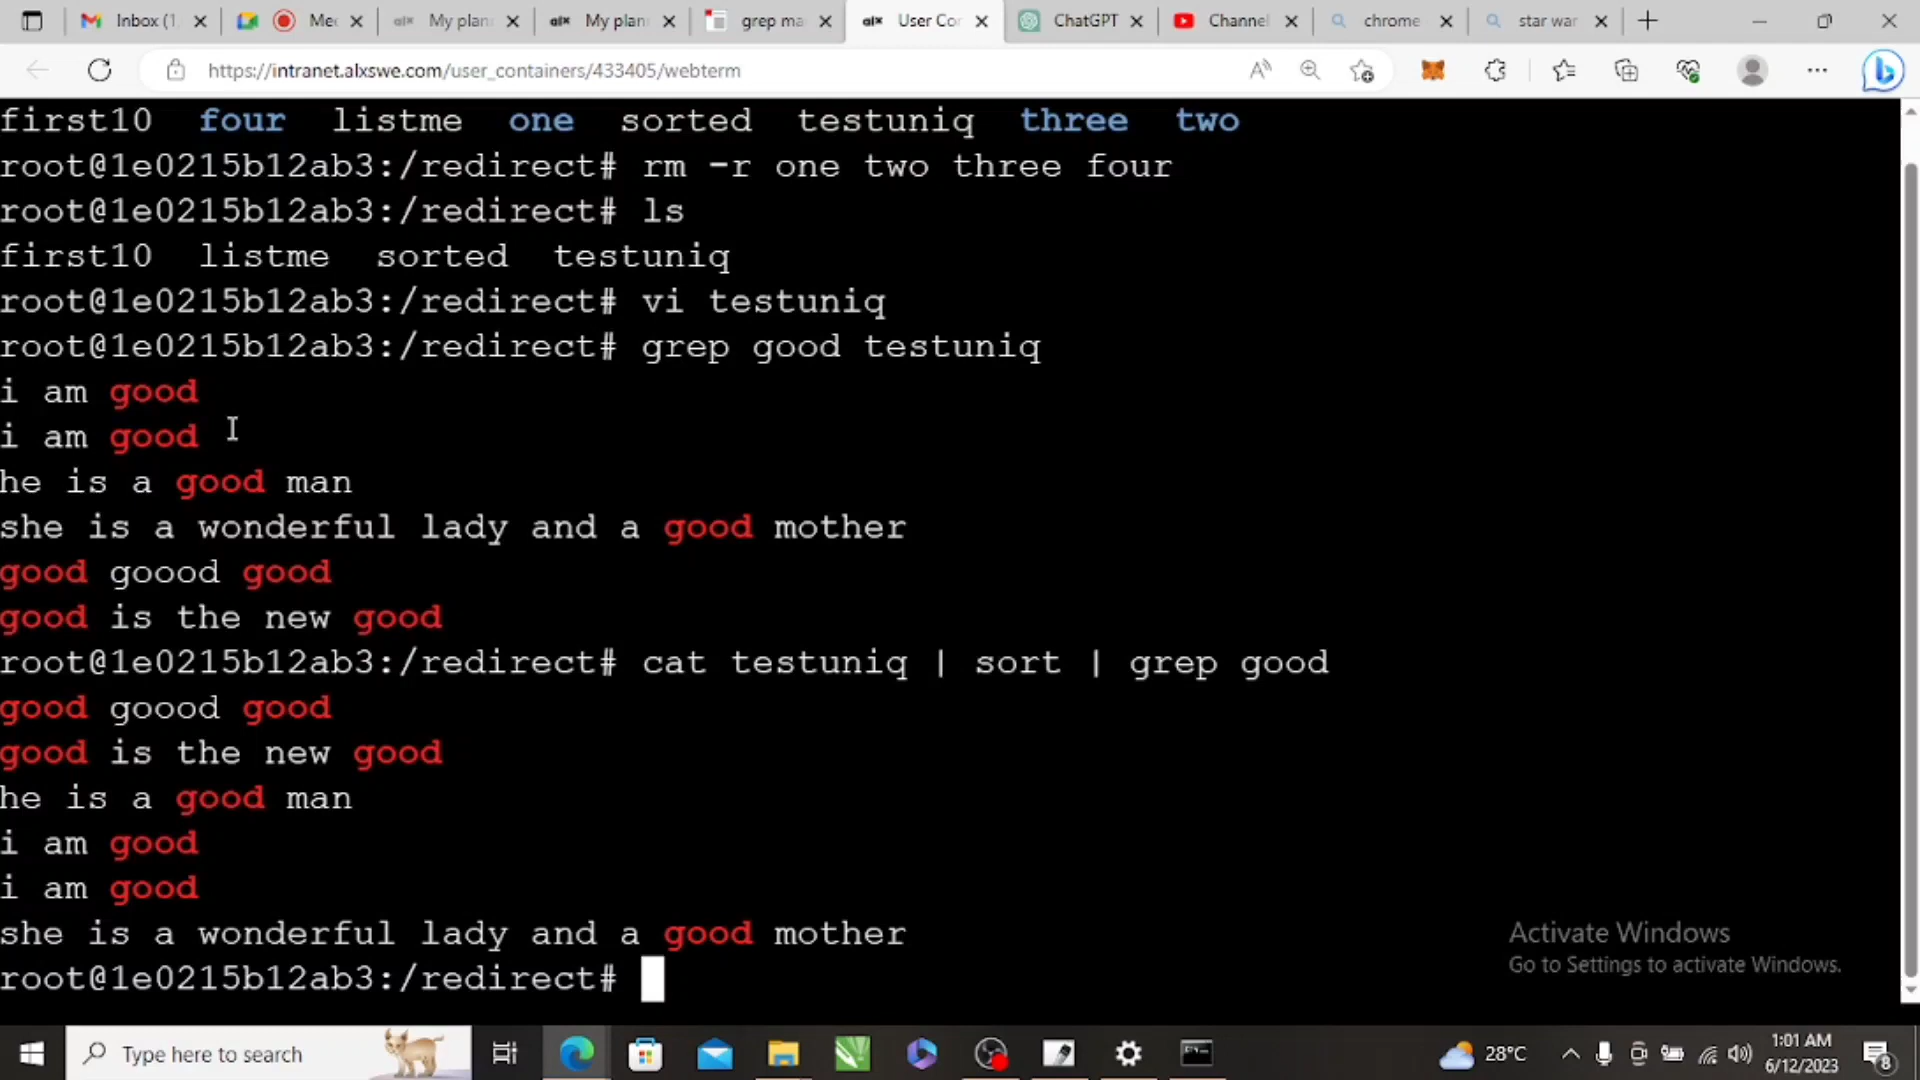 Inbox (1,
Mee
My plan
My plan
grep ma
User Co
ChatGPT
Channel
chrome
star war
https://intranet.alxswe.com/user_containers/433405/webterm
first10 four listme one sorted testuniq three two
root@1e0215b12ab3:/redirect# rm -r one two three four
root@1e0215b12ab3:/redirect# ls
first10 listme sorted testuniq
root@1e0215b12ab3:/redirect# vi testuniq
root@1e0215b12ab3:/redirect# grep good testuniq
i am good
i am good
he is a good man
she is a wonderful lady and a good mother
good goood good
good is the new good
root@1e0215b12ab3:/redirect# cat testuniq | sort | grep good
good goood good
good is the new good
he is a good man
i am good
i am good
she is a wonderful lady and a good mother
root@1e0215b12ab3:/redirect#
Activate Windows
Go to Settings to activate Windows.
Type here to search
28°C
1:01 AM
6/12/2023
8